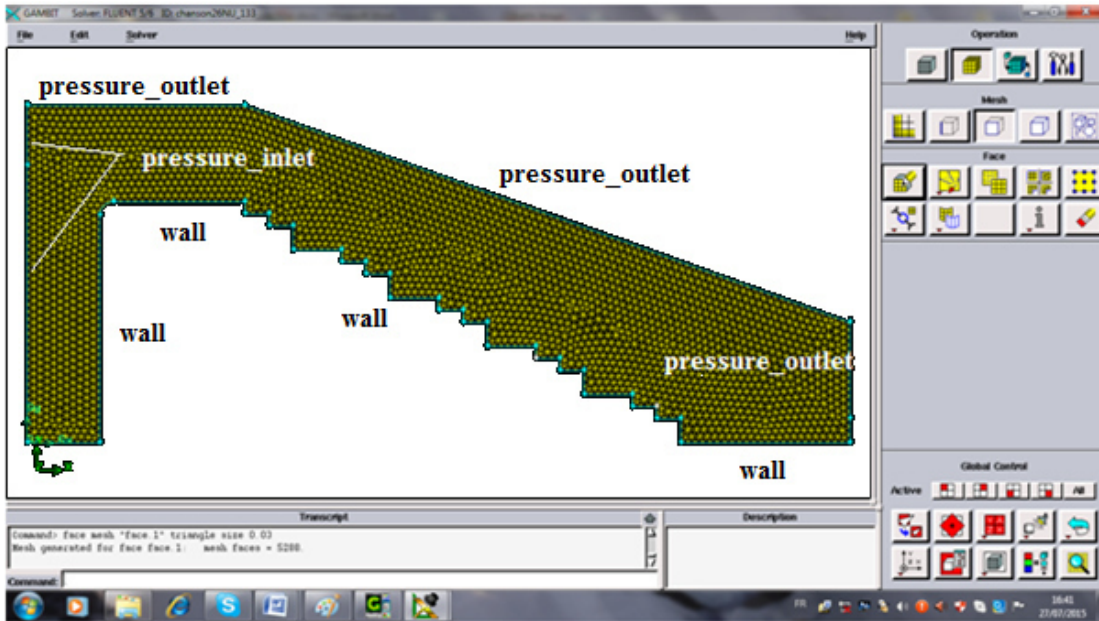 GAMBIT Solver: FLUENT 5/6 ID: chanson26NU_133
File Edit Solver Help
pressure_outlet
pressure_inlet
pressure_outlet
wall
wall
wall
pressure_outlet
wall
Operation
Mesh
Face
Global Control
Active All
Transcript
Command> face mesh "face.1" triangle size 0.03
Mesh generated for face face.1: mesh faces = 5288.
Command:
Description
FR
16:41
27/07/2015